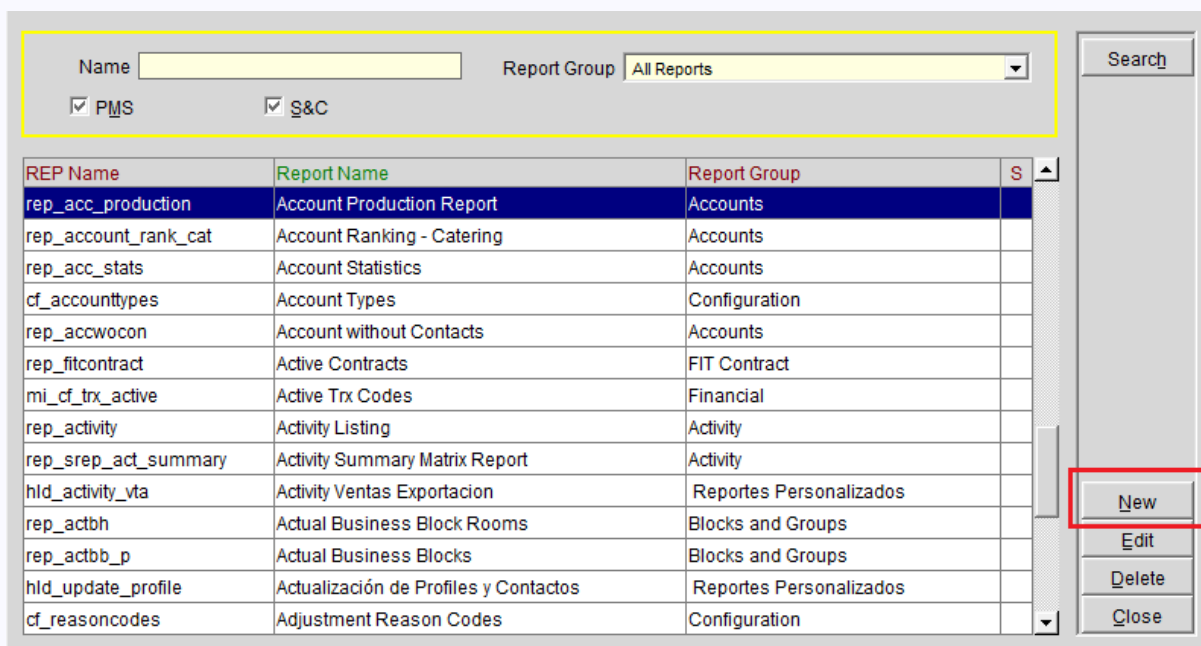 Name Report Group All Reports Search
PMS S&C
REP Name Report Name Report Group S
rep_acc_production Account Production Report Accounts
rep_account_rank_cat Account Ranking - Catering Accounts
rep_acc_stats Account Statistics Accounts
cf_accounttypes Account Types Configuration
rep_accwocon Account without Contacts Accounts
rep_fitcontract Active Contracts FIT Contract
mi_cf_trx_active Active Trx Codes Financial
rep_activity Activity Listing Activity
rep_srep_act_summary Activity Summary Matrix Report Activity
hld_activity_vta Activity Ventas Exportacion Reportes Personalizados
New
rep_actbh Actual Business Block Rooms Blocks and Groups
Edit
rep_actbb_p Actual Business Blocks Blocks and Groups
Delete
hld_update_profile Actualización de Profiles y Contactos Reportes Personalizados
cf_reasoncodes Adjustment Reason Codes Configuration
Close